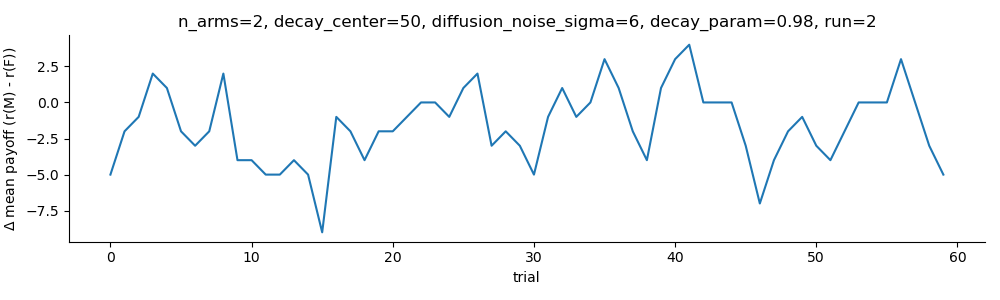 n_arms=2, decay_center=50, diffusion_noise_sigma=6, decay_param=0.98, run=2
Δ mean payoff (r(M) - r(F))
2.5
0.0
−2.5
−5.0
−7.5
0 10 20 30 40 50 60
trial